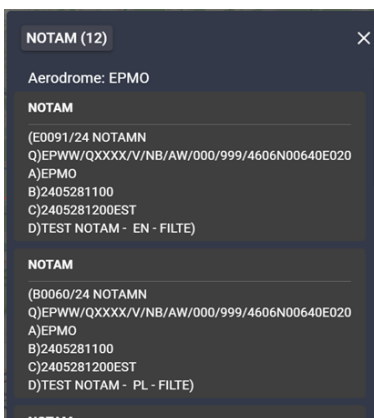 NOTAM (12)
Aerodrome: EPMO
NOTAM
(E0091/24 NOTAMN
Q)EPWW/QXXXX/V/NB/AW/000/999/4606N00640E020
A)EPMO
B)2405281100
C)2405281200EST
D)TEST NOTAM - EN - FILTE)
NOTAM
(B0060/24 NOTAMN
Q)EPWW/QXXXX/V/NB/AW/000/999/4606N00640E020
A)EPMO
B)2405281100
C)2405281200EST
D)TEST NOTAM - PL - FILTE)